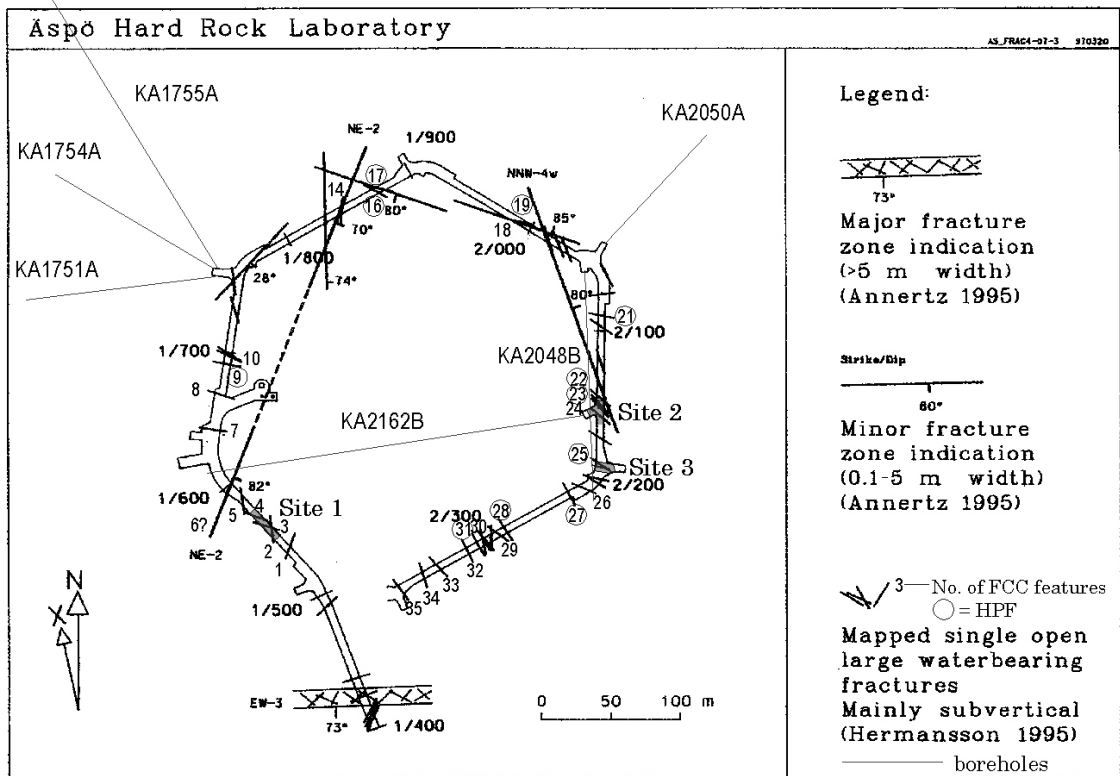 Äspö Hard Rock Laboratory
AS_FRAC4-07-3 970320
KA1755A
KA1754A
KA1751A
KA2050A
NE-2
1/900
17
14
16
80°
70°
NNW-4w
19
85°
18
2/000
1/800
28°
74°
80°
21
2/100
1/700
10
9
8
KA2048B
22
23
24
Site 2
KA2162B
7
25
Site 3
2/200
26
1/600
82°
5
4
Site 1
3
6?
2
NE-2
1
27
2/300
28
31
30
29
32
33
34
35
1/500
N
X
EW-3
73°
1/400
0 50 100 m
Legend:
73°
Major fracture
zone indication
(>5 m width)
(Annertz 1995)
Strike/Dip
80°
Minor fracture
zone indication
(0.1-5 m width)
(Annertz 1995)
3 No. of FCC features
= HPF
Mapped single open
large waterbearing
fractures
Mainly subvertical
(Hermansson 1995)
boreholes